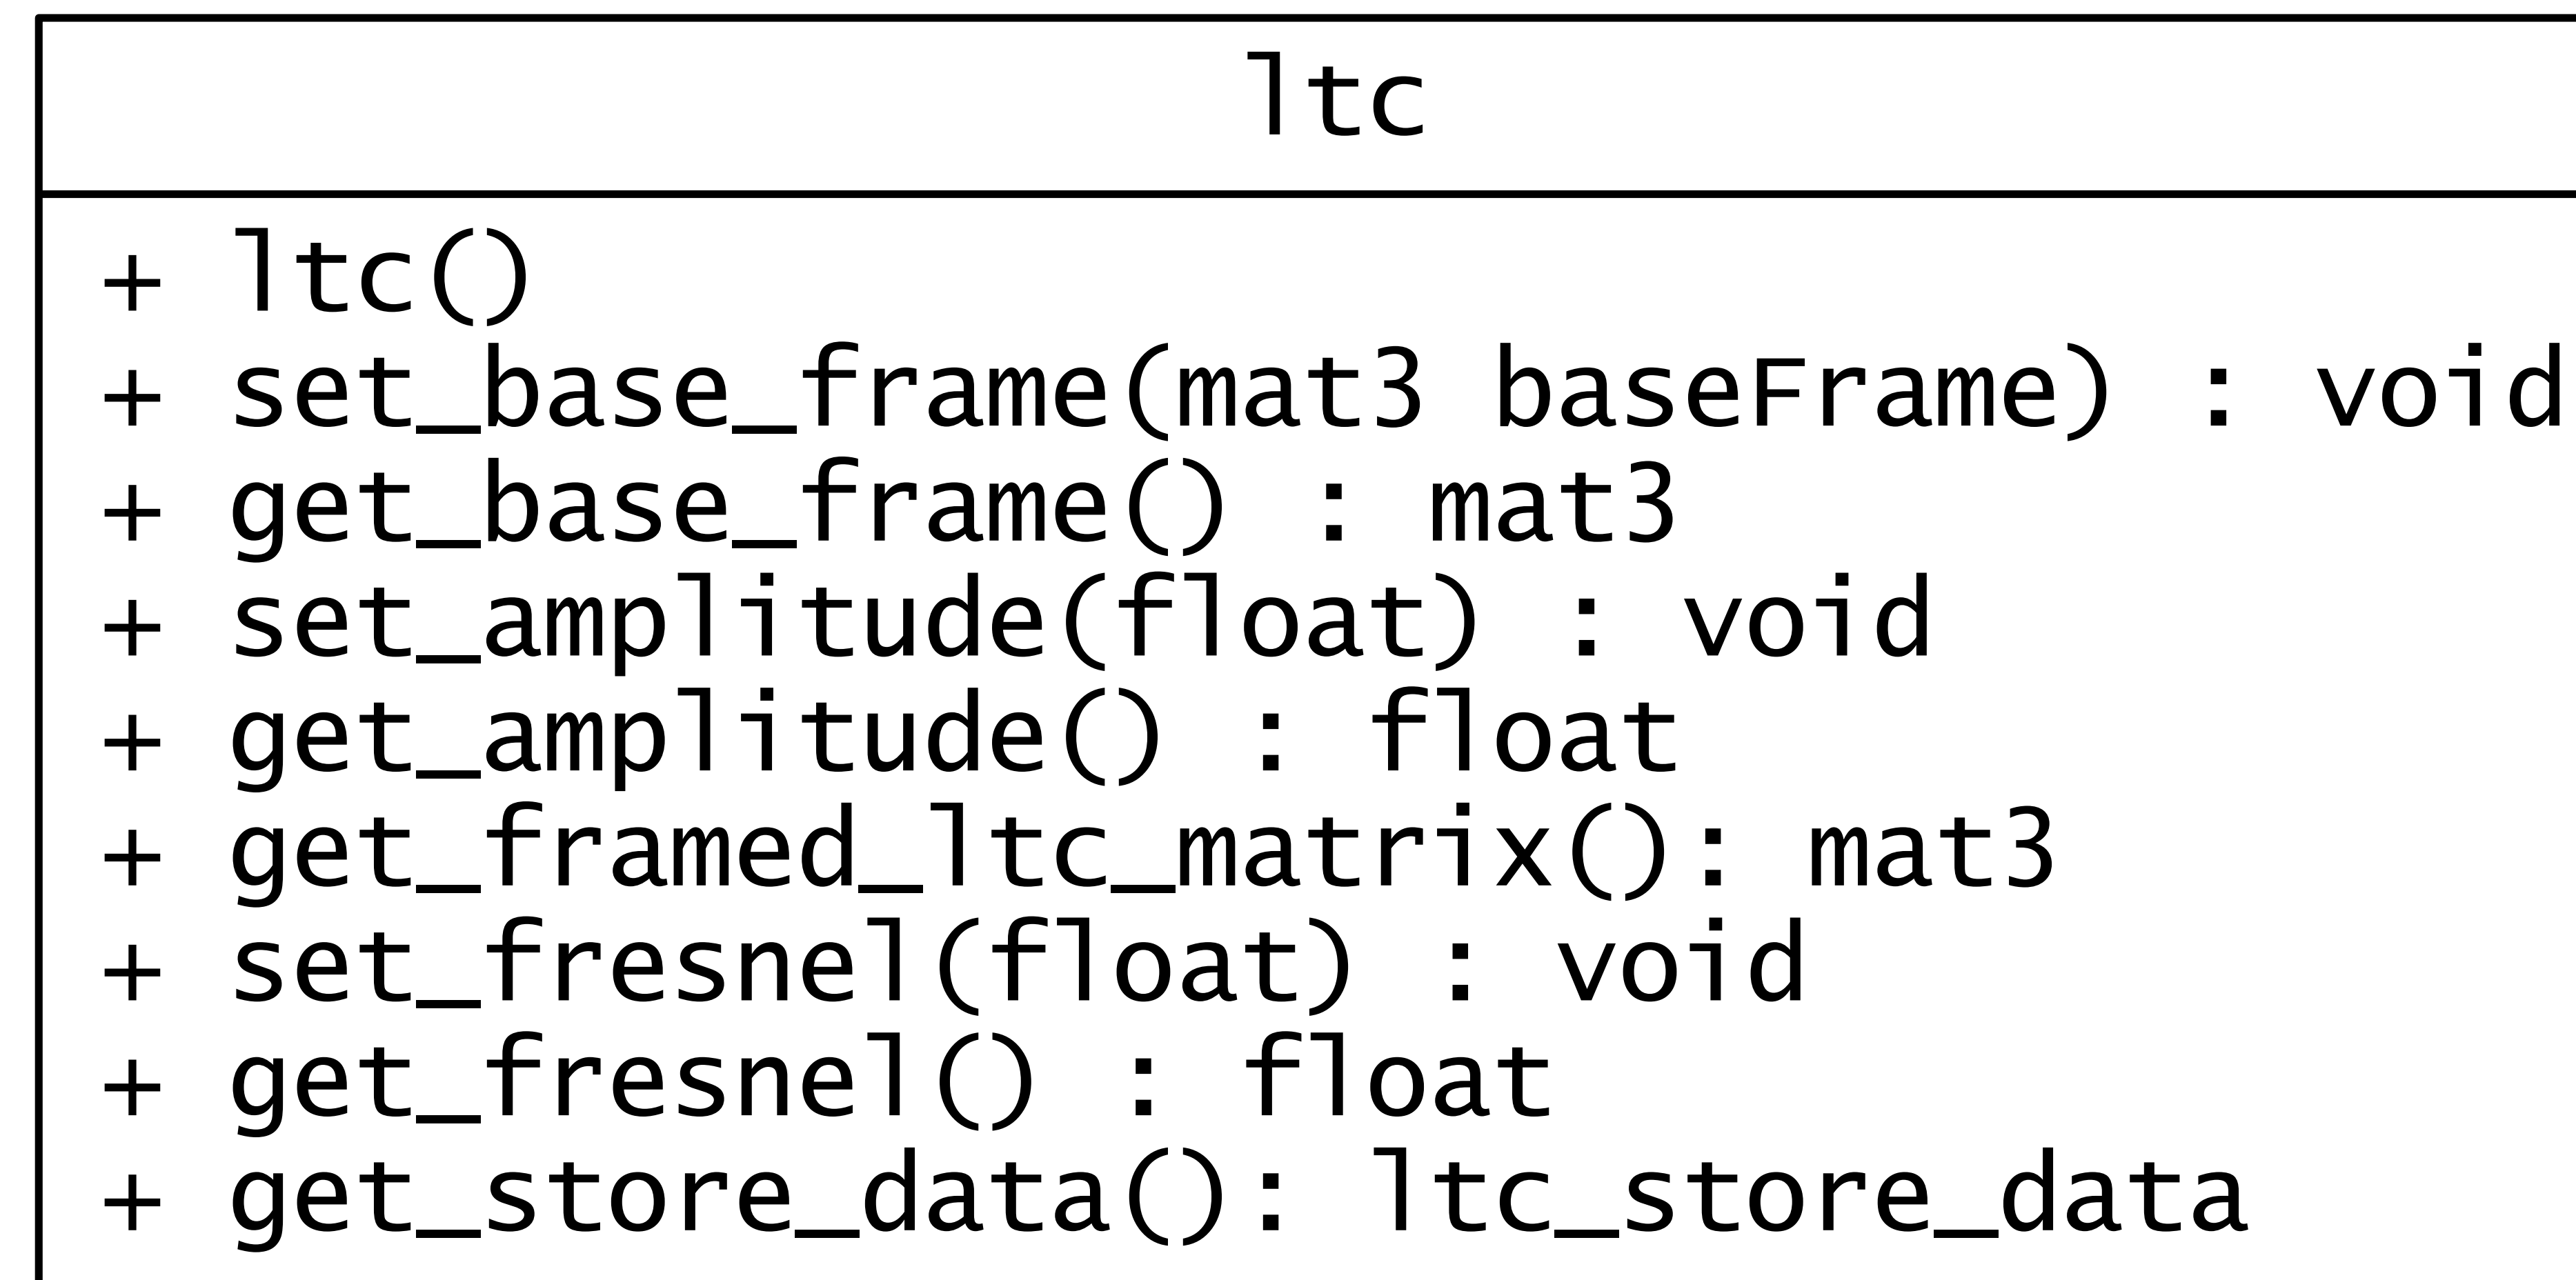 ltc
+ ltc()
+ set_base_frame(mat3 baseFrame) : void
+ get_base_frame() : mat3
+ set_amplitude(float) : void
+ get_amplitude() : float
+ get_framed_ltc_matrix(): mat3
+ set_fresnel(float) : void
+ get_fresnel() : float
+ get_store_data(): ltc_store_data